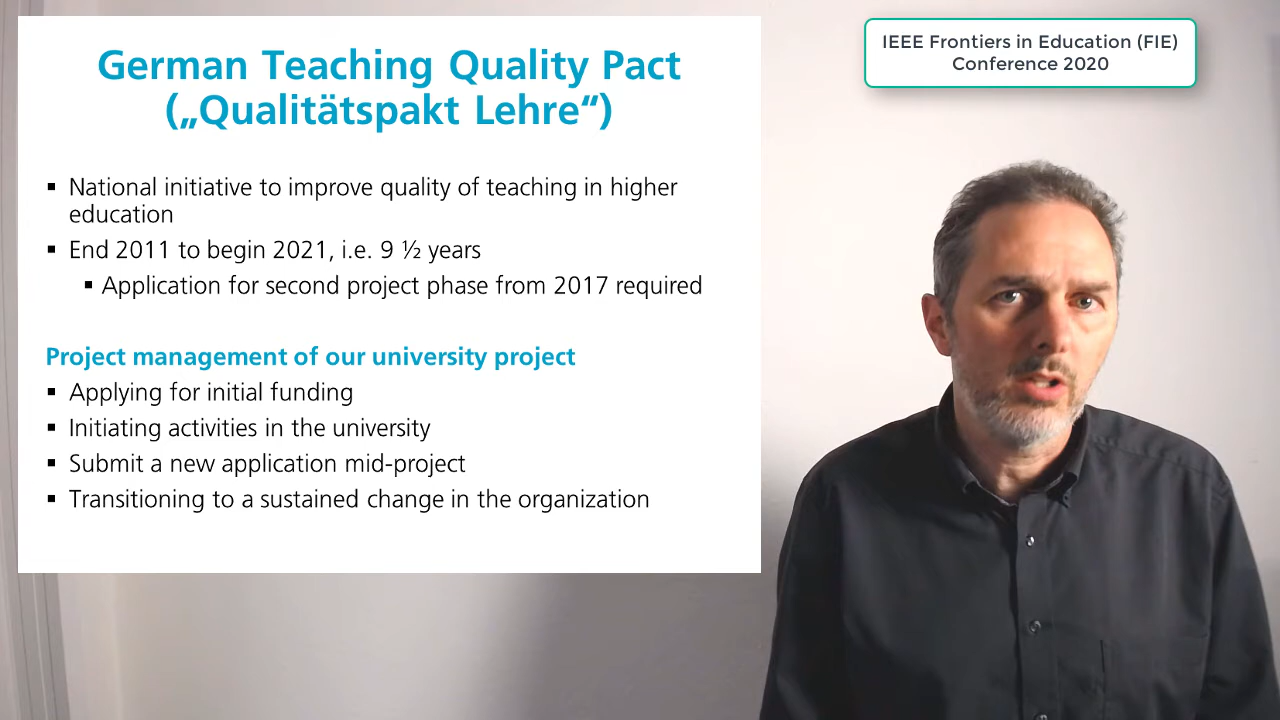 German Teaching Quality Pact
(„Qualitätspakt Lehre“)
▪ National initiative to improve quality of teaching in higher
education
▪ End 2011 to begin 2021, i.e. 9 ½ years
▪ Application for second project phase from 2017 required
Project management of our university project
▪ Applying for initial funding
▪ Initiating activities in the university
▪ Submit a new application mid-project
▪ Transitioning to a sustained change in the organization
IEEE Frontiers in Education (FIE)
Conference 2020